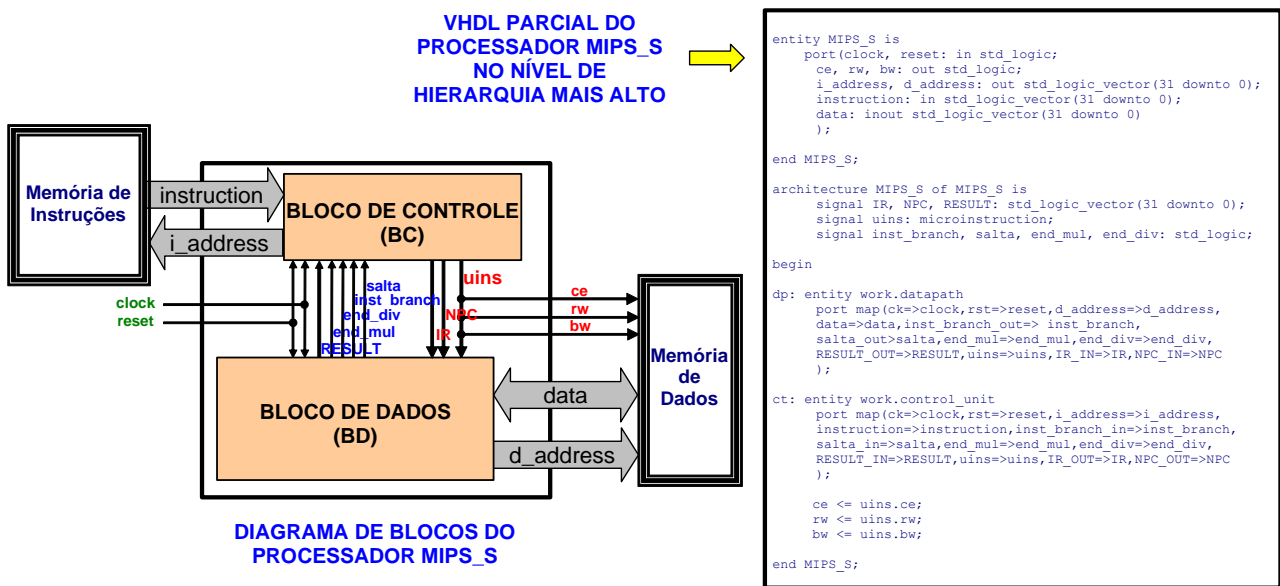 VHDL PARCIAL DO
PROCESSADOR MIPS_S
NO NÍVEL DE
HIERARQUIA MAIS ALTO
Memória de
Instruções
instruction
i_address
BLOCO DE CONTROLE
(BC)
clock
reset
salta
inst_branch
end_div
end_mul
RESULT
uins
NPC
IR
ce
rw
bw
BLOCO DE DADOS
(BD)
data
d_address
Memória
de
Dados
DIAGRAMA DE BLOCOS DO
PROCESSADOR MIPS_S
entity MIPS_S is
port(clock, reset: in std_logic;
ce, rw, bw: out std_logic;
i_address, d_address: out std_logic_vector(31 downto 0);
instruction: in std_logic_vector(31 downto 0);
data: inout std_logic_vector(31 downto 0)
);
end MIPS_S;
architecture MIPS_S of MIPS_S is
signal IR, NPC, RESULT: std_logic_vector(31 downto 0);
signal uins: microinstruction;
signal inst_branch, salta, end_mul, end_div: std_logic;
begin
dp: entity work.datapath
port map(ck=>clock,rst=>reset,d_address=>d_address,
data=>data,inst_branch_out=> inst_branch,
salta_out>salta,end_mul=>end_mul,end_div=>end_div,
RESULT_OUT=>RESULT,uins=>uins,IR_IN=>IR,NPC_IN=>NPC
);
ct: entity work.control_unit
port map(ck=>clock,rst=>reset,i_address=>i_address,
instruction=>instruction,inst_branch_in=>inst_branch,
salta_in=>salta,end_mul=>end_mul,end_div=>end_div,
RESULT_IN=>RESULT,uins=>uins,IR_OUT=>IR,NPC_OUT=>NPC
);
ce <= uins.ce;
rw <= uins.rw;
bw <= uins.bw;
end MIPS_S;